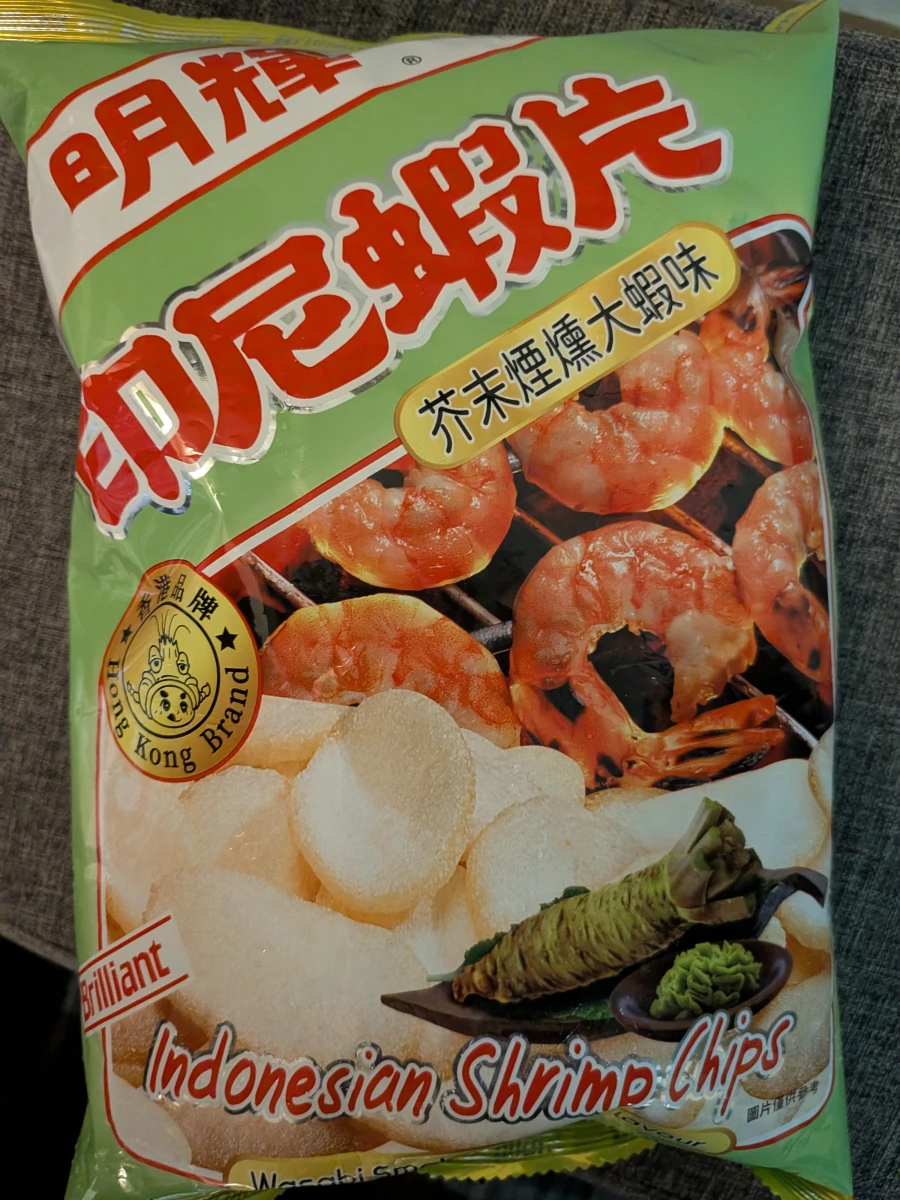 明輝®
印尼蝦片
芥末煙燻大蝦味
香港品牌
Hong Kong Brand
Brilliant
Indonesian Shrimp Chips
圖片僅供參考
Wasabi